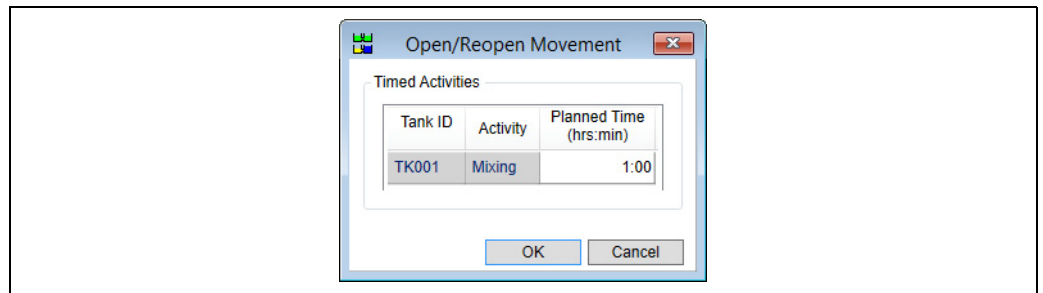 Open/Reopen Movement
Timed Activities
Tank ID Activity Planned Time
(hrs:min)
TK001 Mixing 1:00
OK Cancel